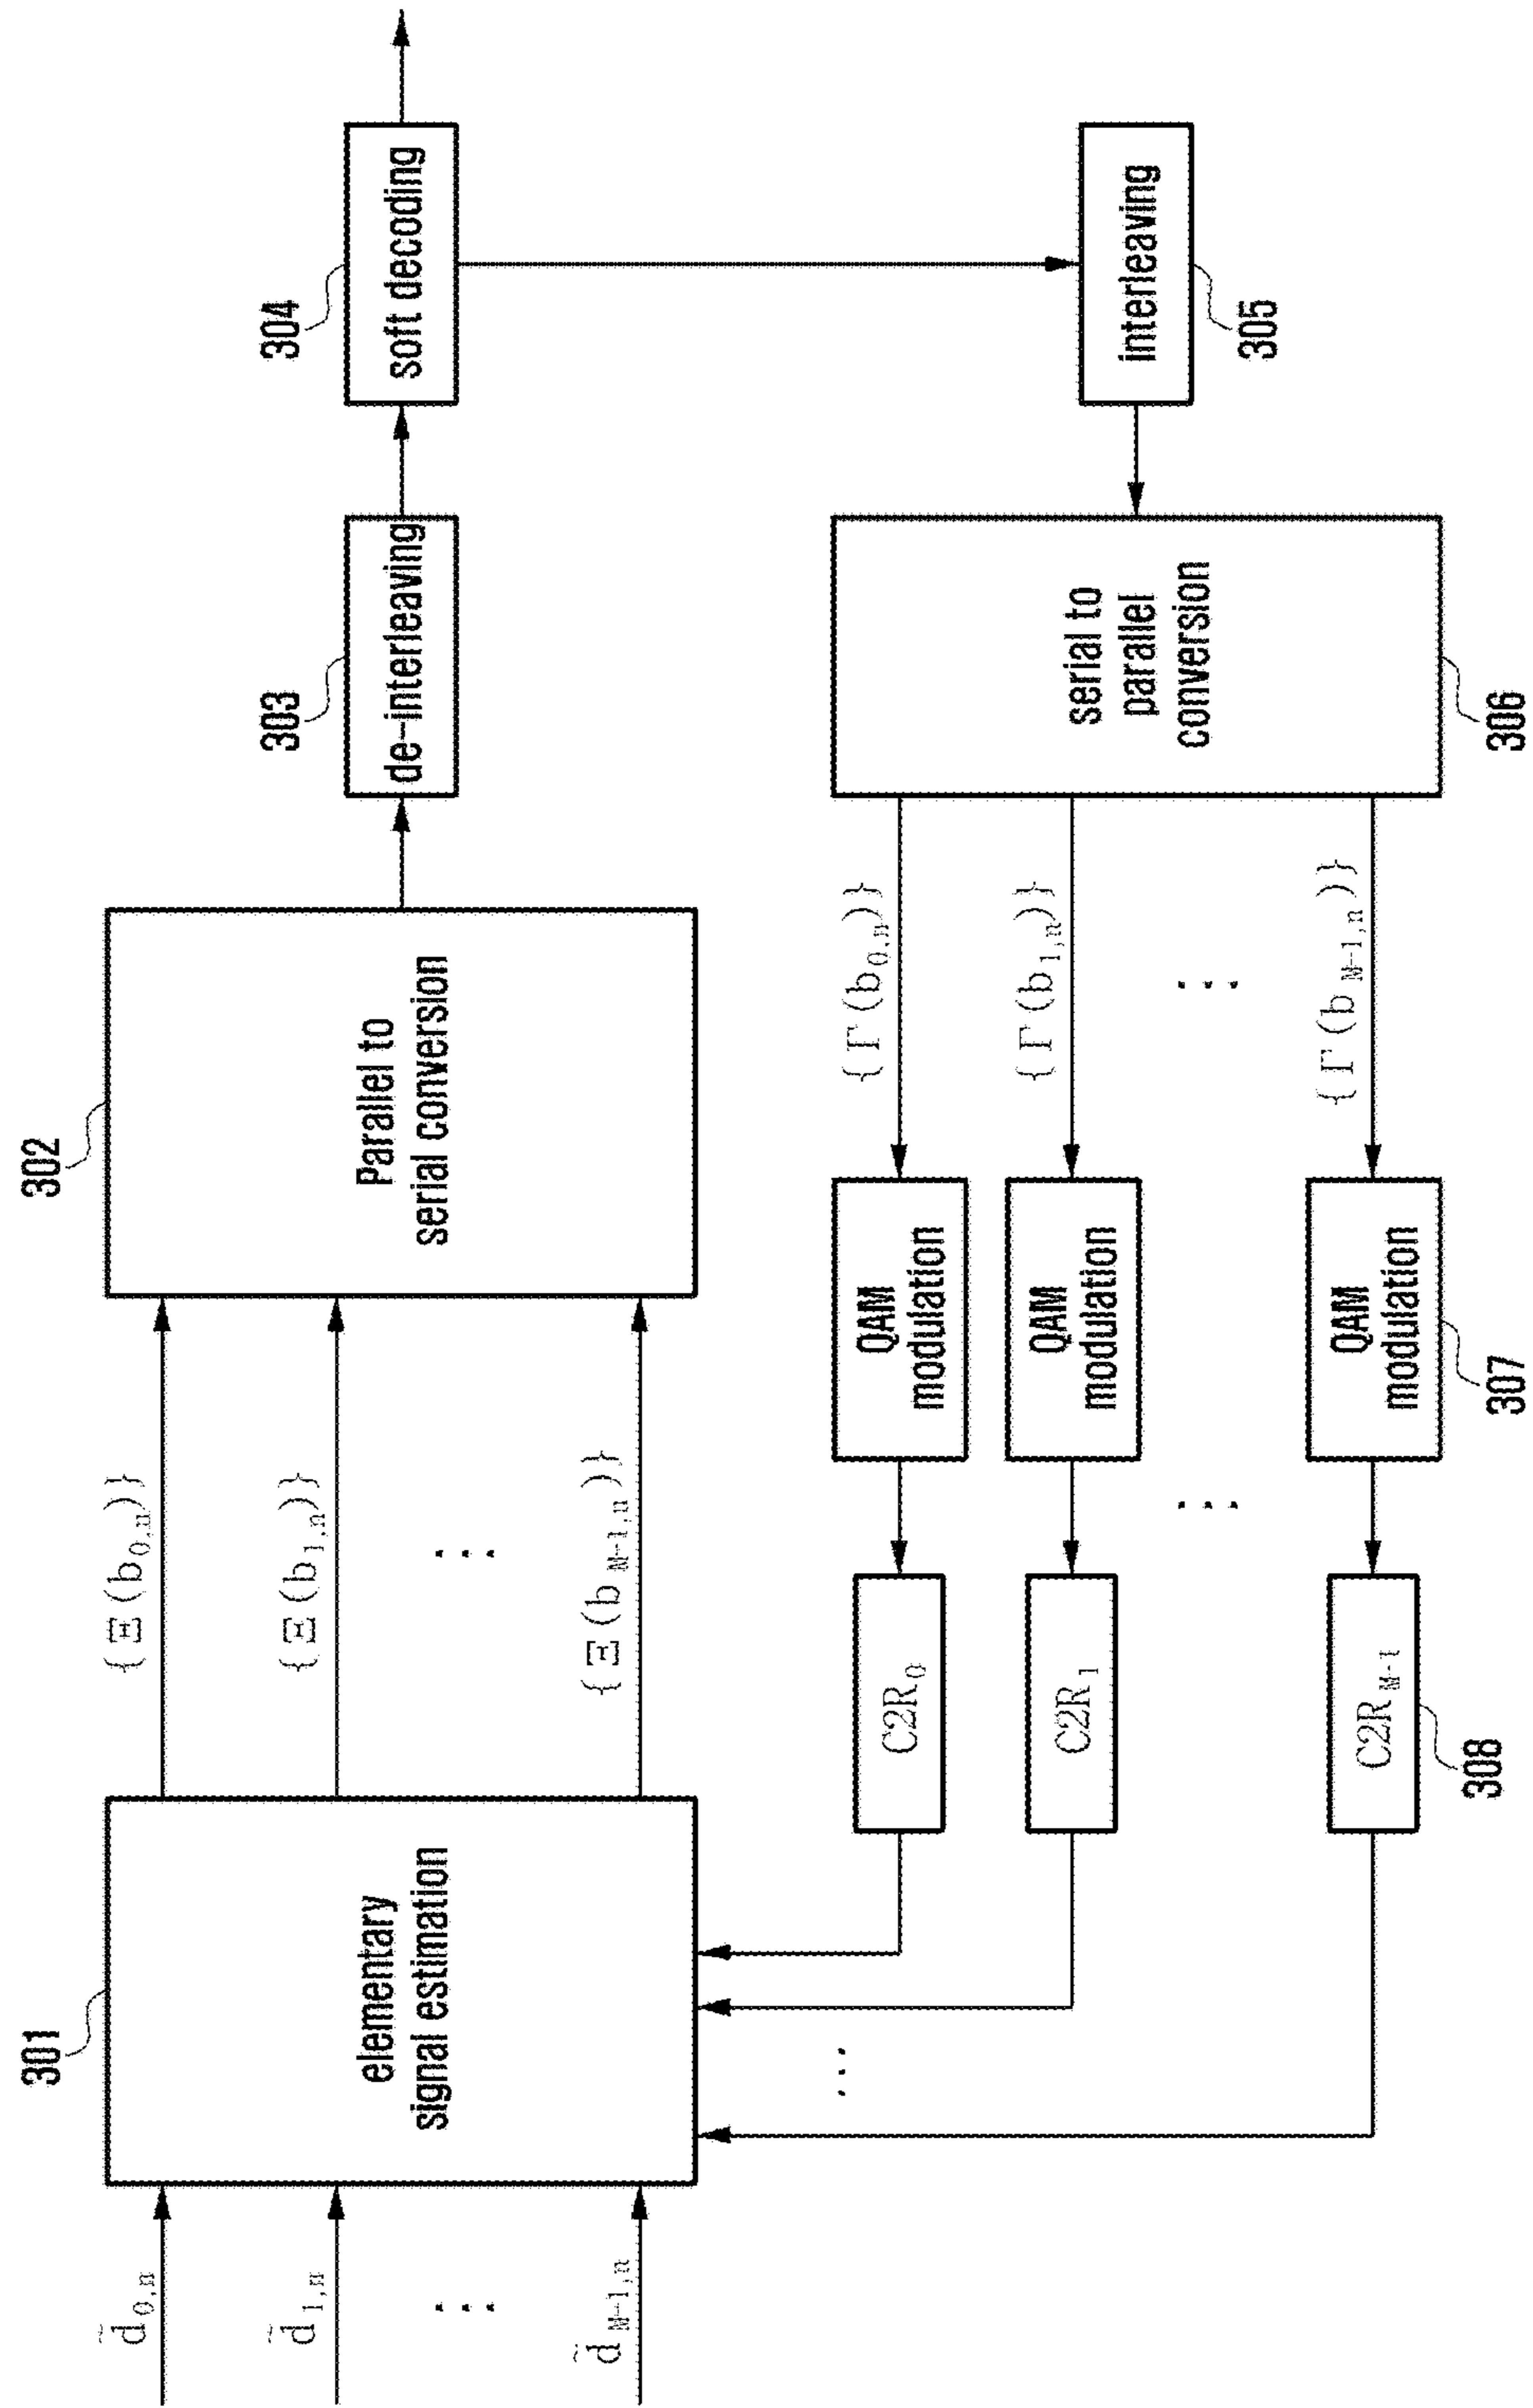 301
302
303
304
elementary
signal estimation
Parallel to
serial conversion
de-interleaving
soft decoding
d̃0,n
d̃1,n
...
d̃M-1,n
{Ξ(b0,n)}
{Ξ(b1,n)}
...
{Ξ(bM-1,n)}
C2R0
C2R1
...
C2RM-1
308
QAM
modulation
QAM
modulation
...
QAM
modulation
307
{Γ(b0,n)}
{Γ(b1,n)}
...
{Γ(bM-1,n)}
serial to
parallel
conversion
306
interleaving
305